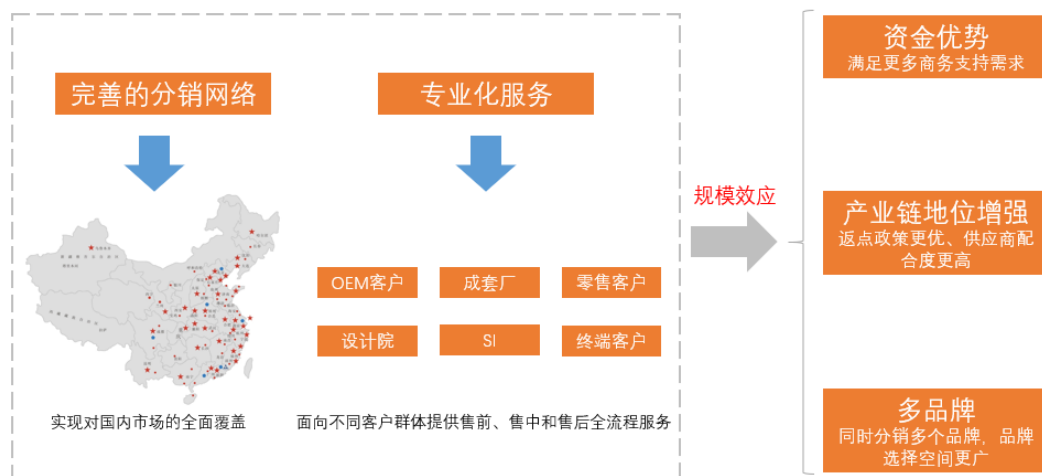 完善的分销网络
专业化服务
实现对国内市场的全面覆盖
OEM客户
成套厂
零售客户
设计院
SI
终端客户
面向不同客户群体提供售前、售中和售后全流程服务
规模效应
资金优势
满足更多商务支持需求
产业链地位增强
返点政策更优、供应商配
合度更高
多品牌
同时分销多个品牌，品牌
选择空间更广